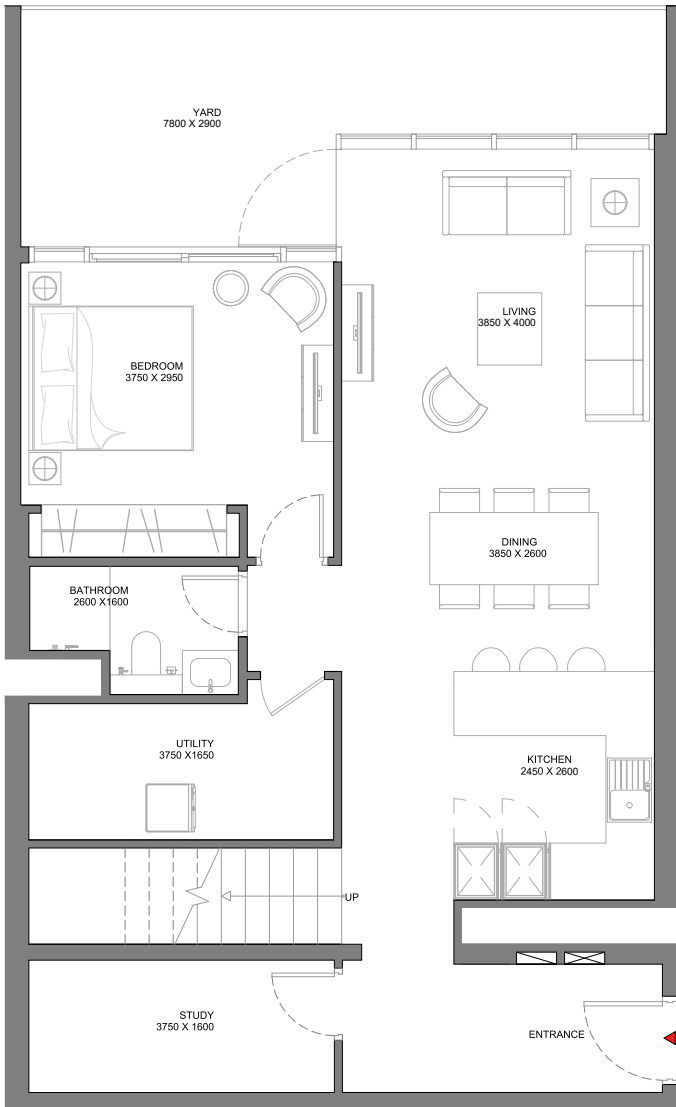 YARD
7800 X 2900
LIVING
3850 X 4000
BEDROOM
3750 X 2950
DINING
3850 X 2600
BATHROOM
2600 X1600
UTILITY
3750 X1650
KITCHEN
2450 X 2600
UP
STUDY
3750 X 1600
ENTRANCE